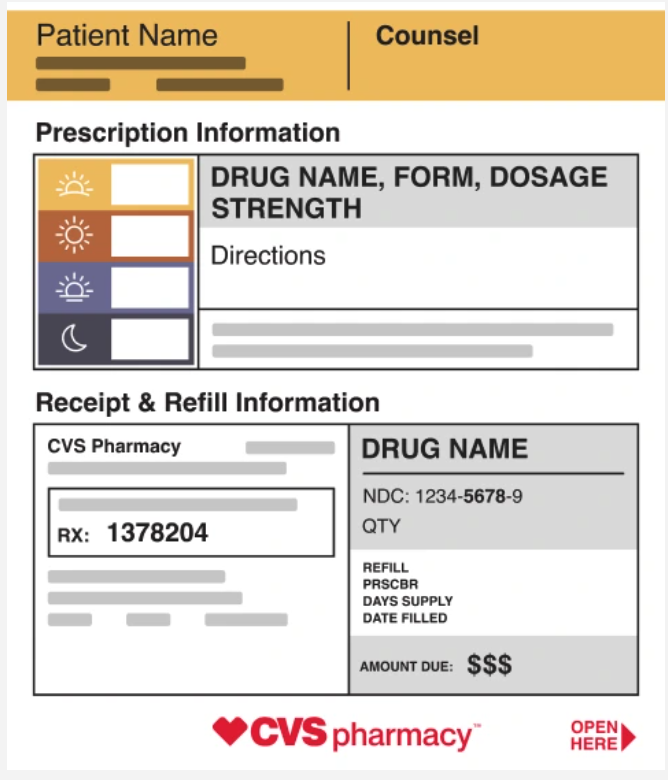 Patient Name
Counsel
Prescription Information
DRUG NAME, FORM, DOSAGE
STRENGTH
Directions
Receipt & Refill Information
CVS Pharmacy
RX: 1378204
DRUG NAME
NDC: 1234-5678-9
QTY
REFILL
PRSCBR
DAYS SUPPLY
DATE FILLED
AMOUNT DUE: $$$
CVS pharmacy™
OPEN
HERE